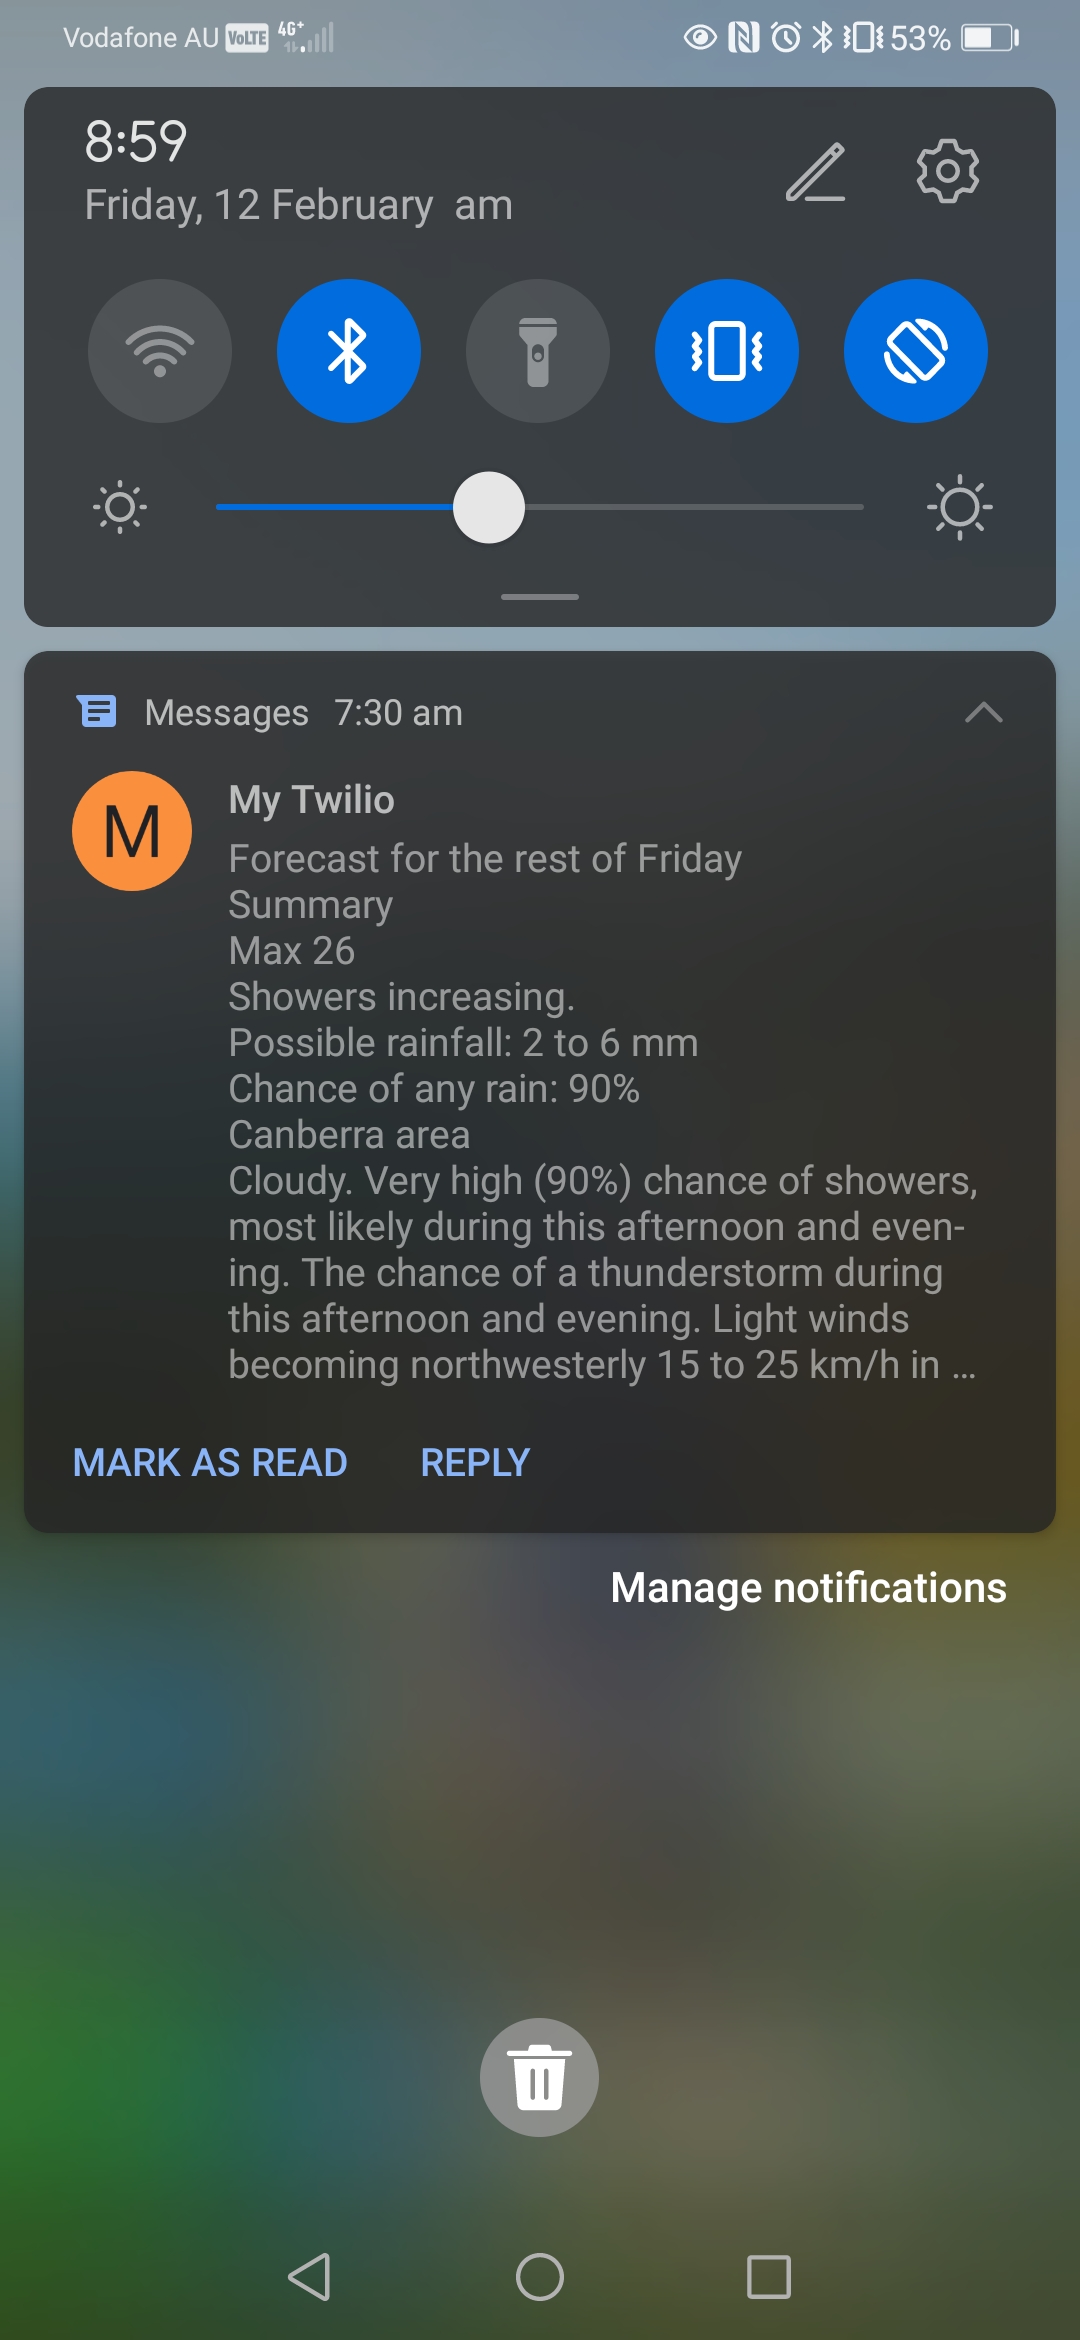 Vodafone AU VoLTE 4G+ 53%
8:59
Friday, 12 February am
Messages 7:30 am
M
My Twilio
Forecast for the rest of Friday
Summary
Max 26
Showers increasing.
Possible rainfall: 2 to 6 mm
Chance of any rain: 90%
Canberra area
Cloudy. Very high (90%) chance of showers,
most likely during this afternoon and even-
ing. The chance of a thunderstorm during
this afternoon and evening. Light winds
becoming northwesterly 15 to 25 km/h in ...
MARK AS READ REPLY
Manage notifications